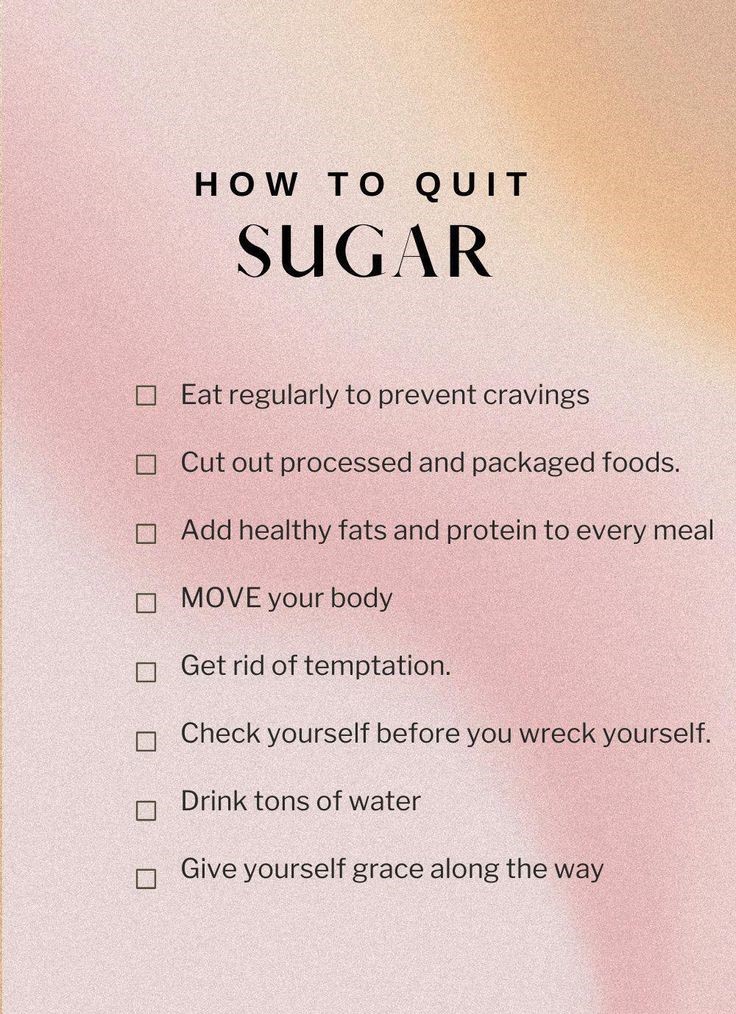 HOW TO QUIT
SUGAR
Eat regularly to prevent cravings
Cut out processed and packaged foods.
Add healthy fats and protein to every meal
MOVE your body
Get rid of temptation.
Check yourself before you wreck yourself.
Drink tons of water
Give yourself grace along the way